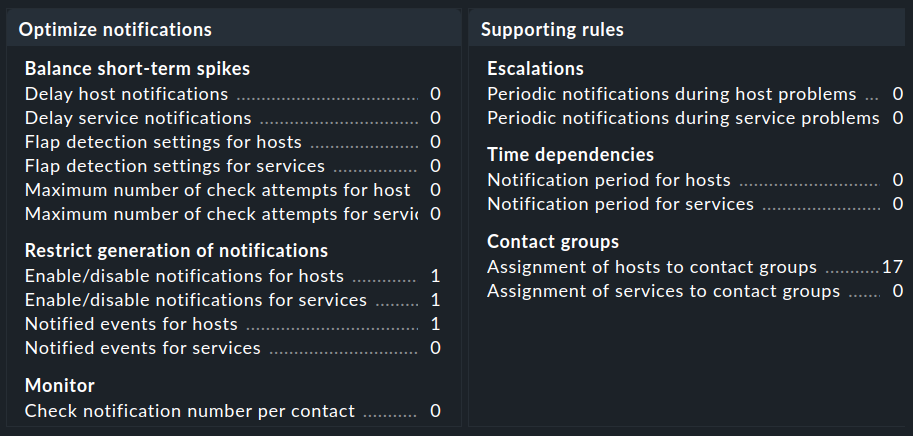 Optimize notifications
Balance short-term spikes
Delay host notifications 0
Delay service notifications 0
Flap detection settings for hosts 0
Flap detection settings for services 0
Maximum number of check attempts for host 0
Maximum number of check attempts for servic 0
Restrict generation of notifications
Enable/disable notifications for hosts 1
Enable/disable notifications for services 1
Notified events for hosts 1
Notified events for services 0
Monitor
Check notification number per contact 0
Supporting rules
Escalations
Periodic notifications during host problems ... 0
Periodic notifications during service problems 0
Time dependencies
Notification period for hosts 0
Notification period for services 0
Contact groups
Assignment of hosts to contact groups 17
Assignment of services to contact groups 0